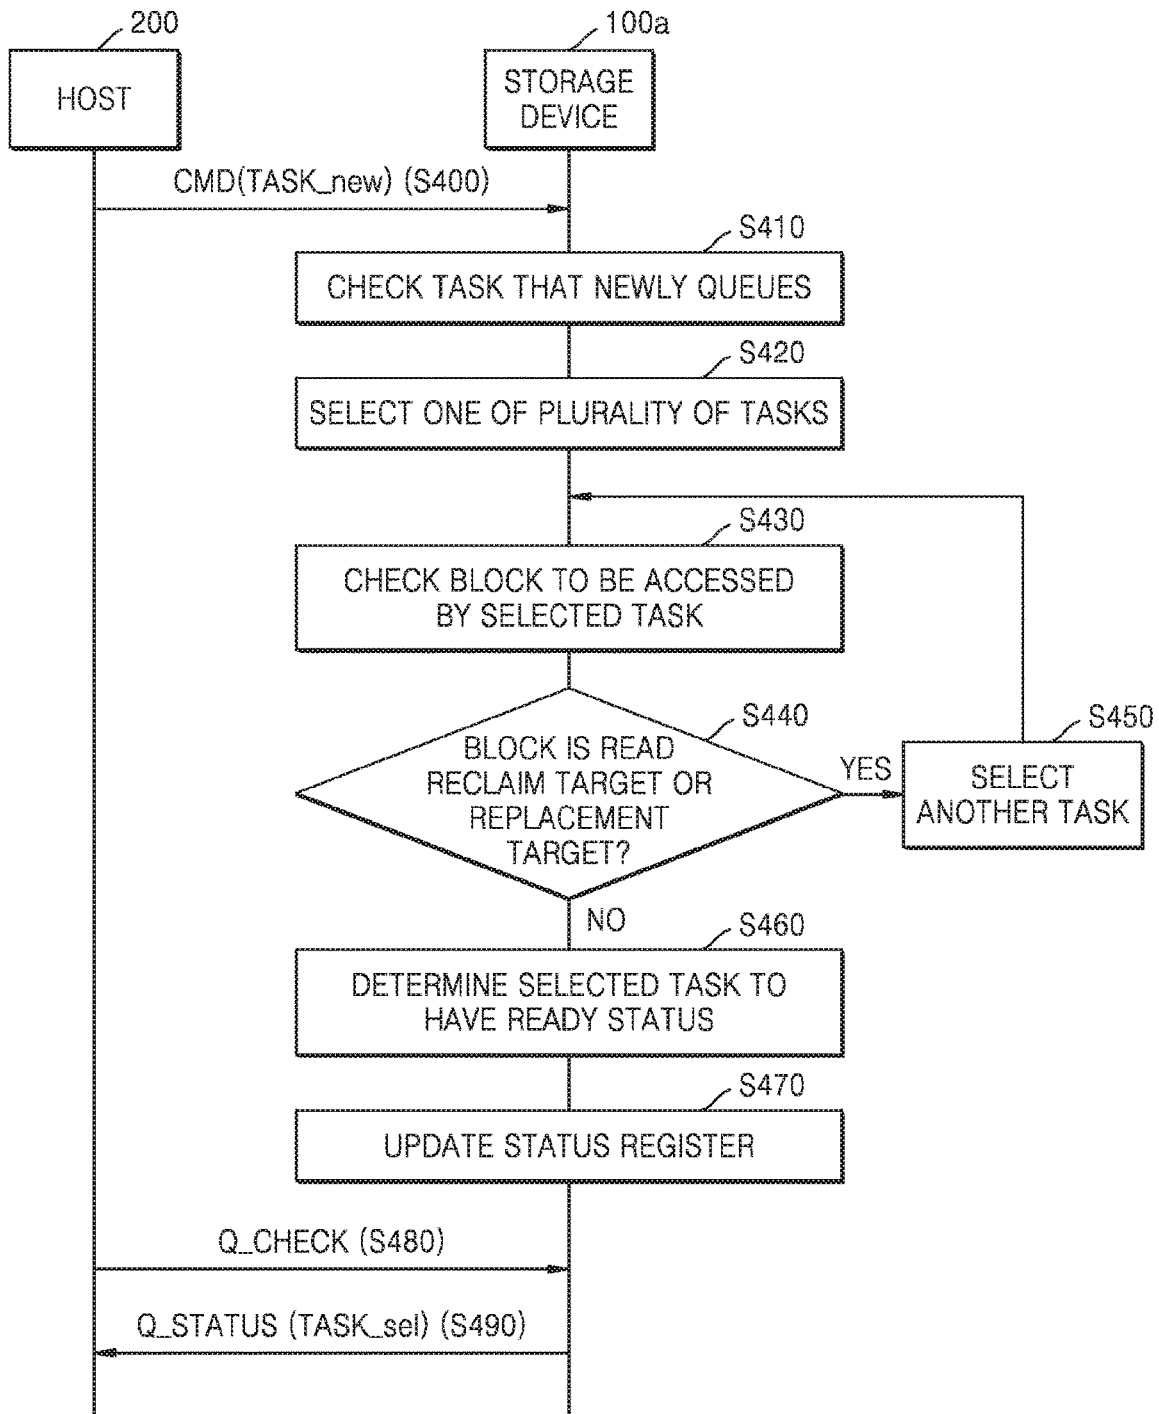 200
100a
HOST
STORAGE
DEVICE
CMD(TASK_new) (S400)
S410
CHECK TASK THAT NEWLY QUEUES
S420
SELECT ONE OF PLURALITY OF TASKS
S430
CHECK BLOCK TO BE ACCESSED
BY SELECTED TASK
S440
BLOCK IS READ
RECLAIM TARGET OR
REPLACEMENT
TARGET?
YES
S450
SELECT
ANOTHER TASK
NO
S460
DETERMINE SELECTED TASK TO
HAVE READY STATUS
S470
UPDATE STATUS REGISTER
Q_CHECK (S480)
Q_STATUS (TASK_sel) (S490)